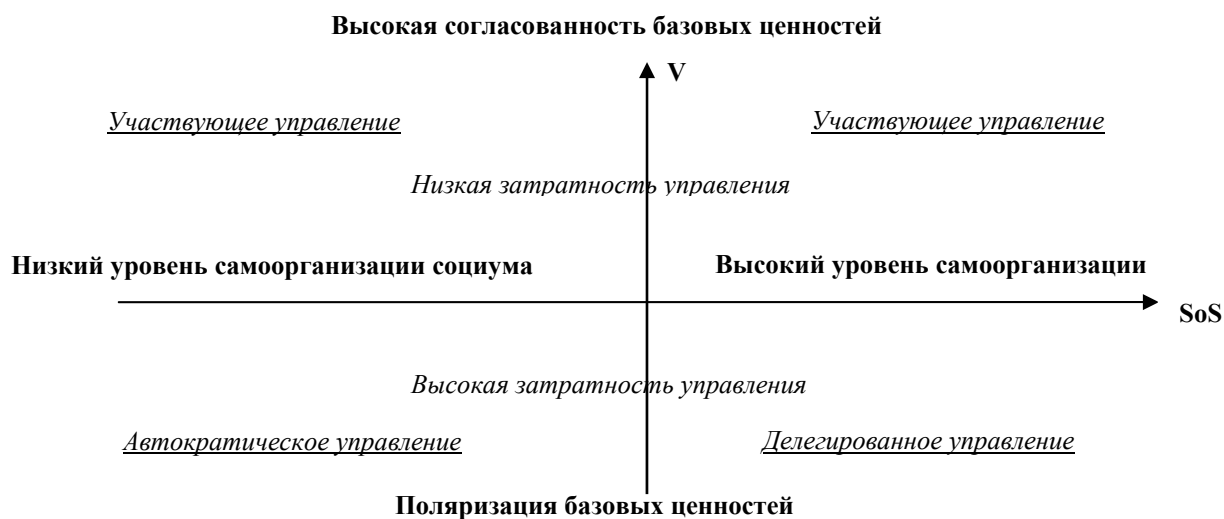 Высокая согласованность базовых ценностей
V
Участвующее управление
Участвующее управление
Низкая затратность управления
Низкий уровень самоорганизации социума
Высокий уровень самоорганизации
SoS
Высокая затратность управления
Автократическое управление
Делегированное управление
Поляризация базовых ценностей